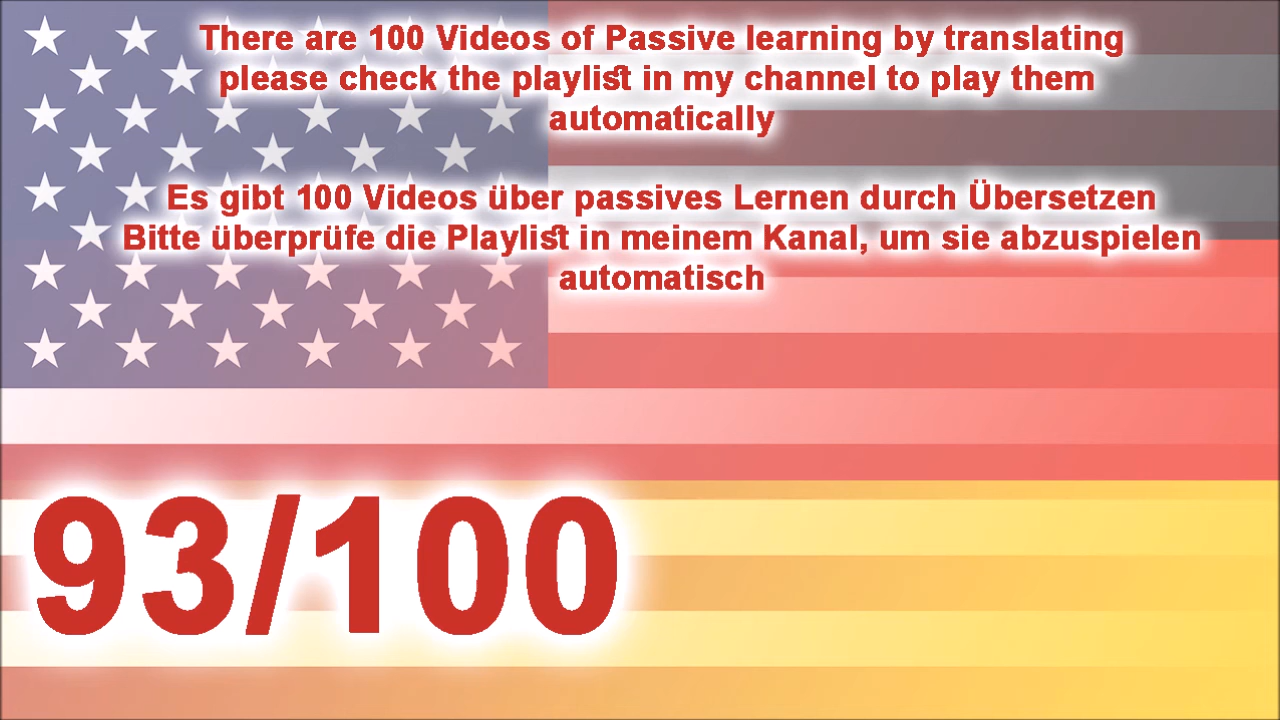 There are 100 Videos of Passive learning by translating
please check the playlist in my channel to play them
automatically
Es gibt 100 Videos über passives Lernen durch Übersetzen
Bitte überprüfe die Playlist in meinem Kanal, um sie abzuspielen
automatisch
93/100